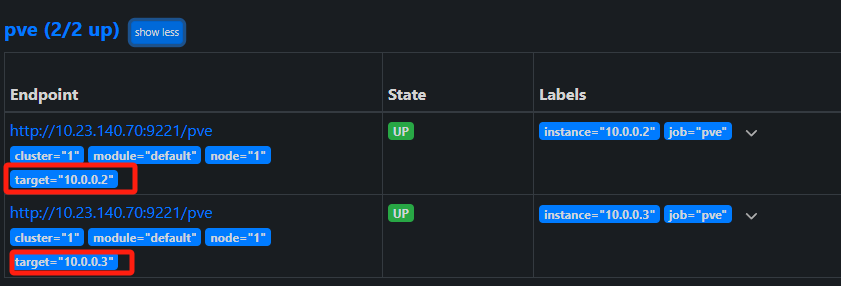 pve (2/2 up) show less
Endpoint State Labels
http://10.23.140.70:9221/pve UP instance="10.0.0.2" job="pve"
cluster="1" module="default" node="1"
target="10.0.0.2"
http://10.23.140.70:9221/pve UP instance="10.0.0.3" job="pve"
cluster="1" module="default" node="1"
target="10.0.0.3"